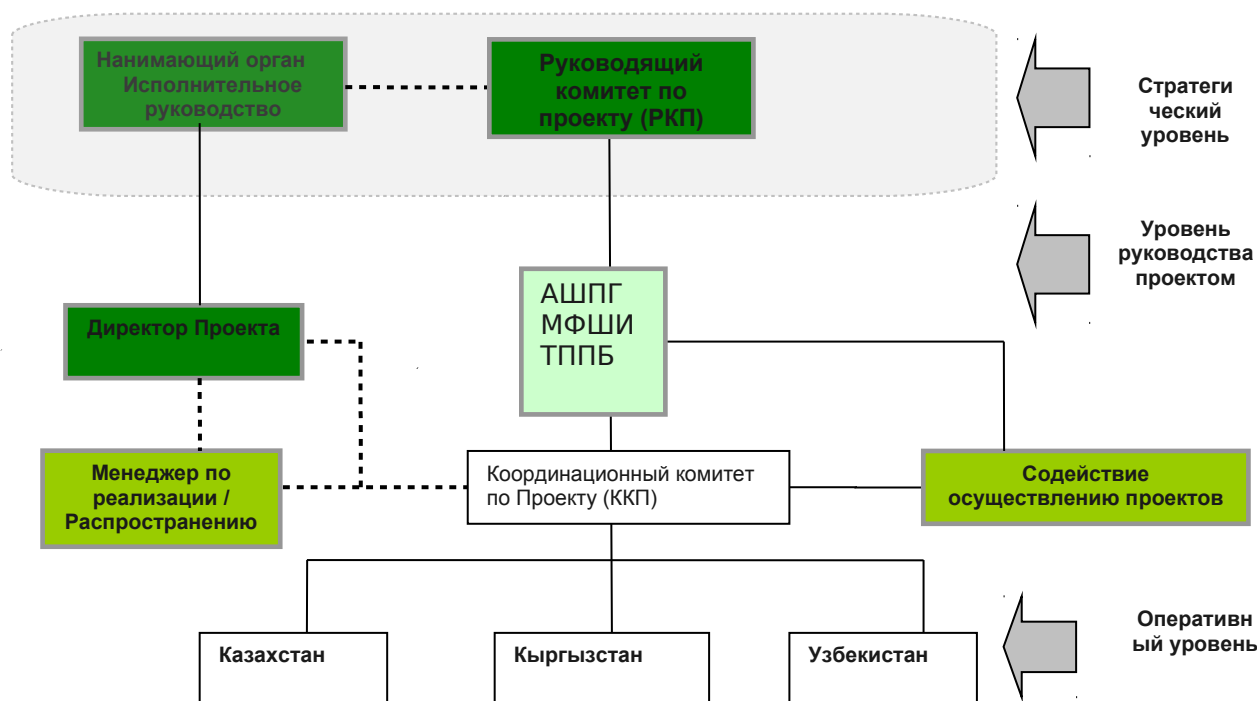 Нанимающий орган
Исполнительное
руководство
Руководящий
комитет по
проекту (РКП)
Стратеги
ческий
уровень
Уровень
руководства
проектом
АШПГ
МФШИ
ТППБ
Директор Проекта
Менеджер по
реализации /
Распространению
Координационный комитет
по Проекту (ККП)
Содействие
осуществлению проектов
Казахстан
Кыргызстан
Узбекистан
Оперативн
ый уровень